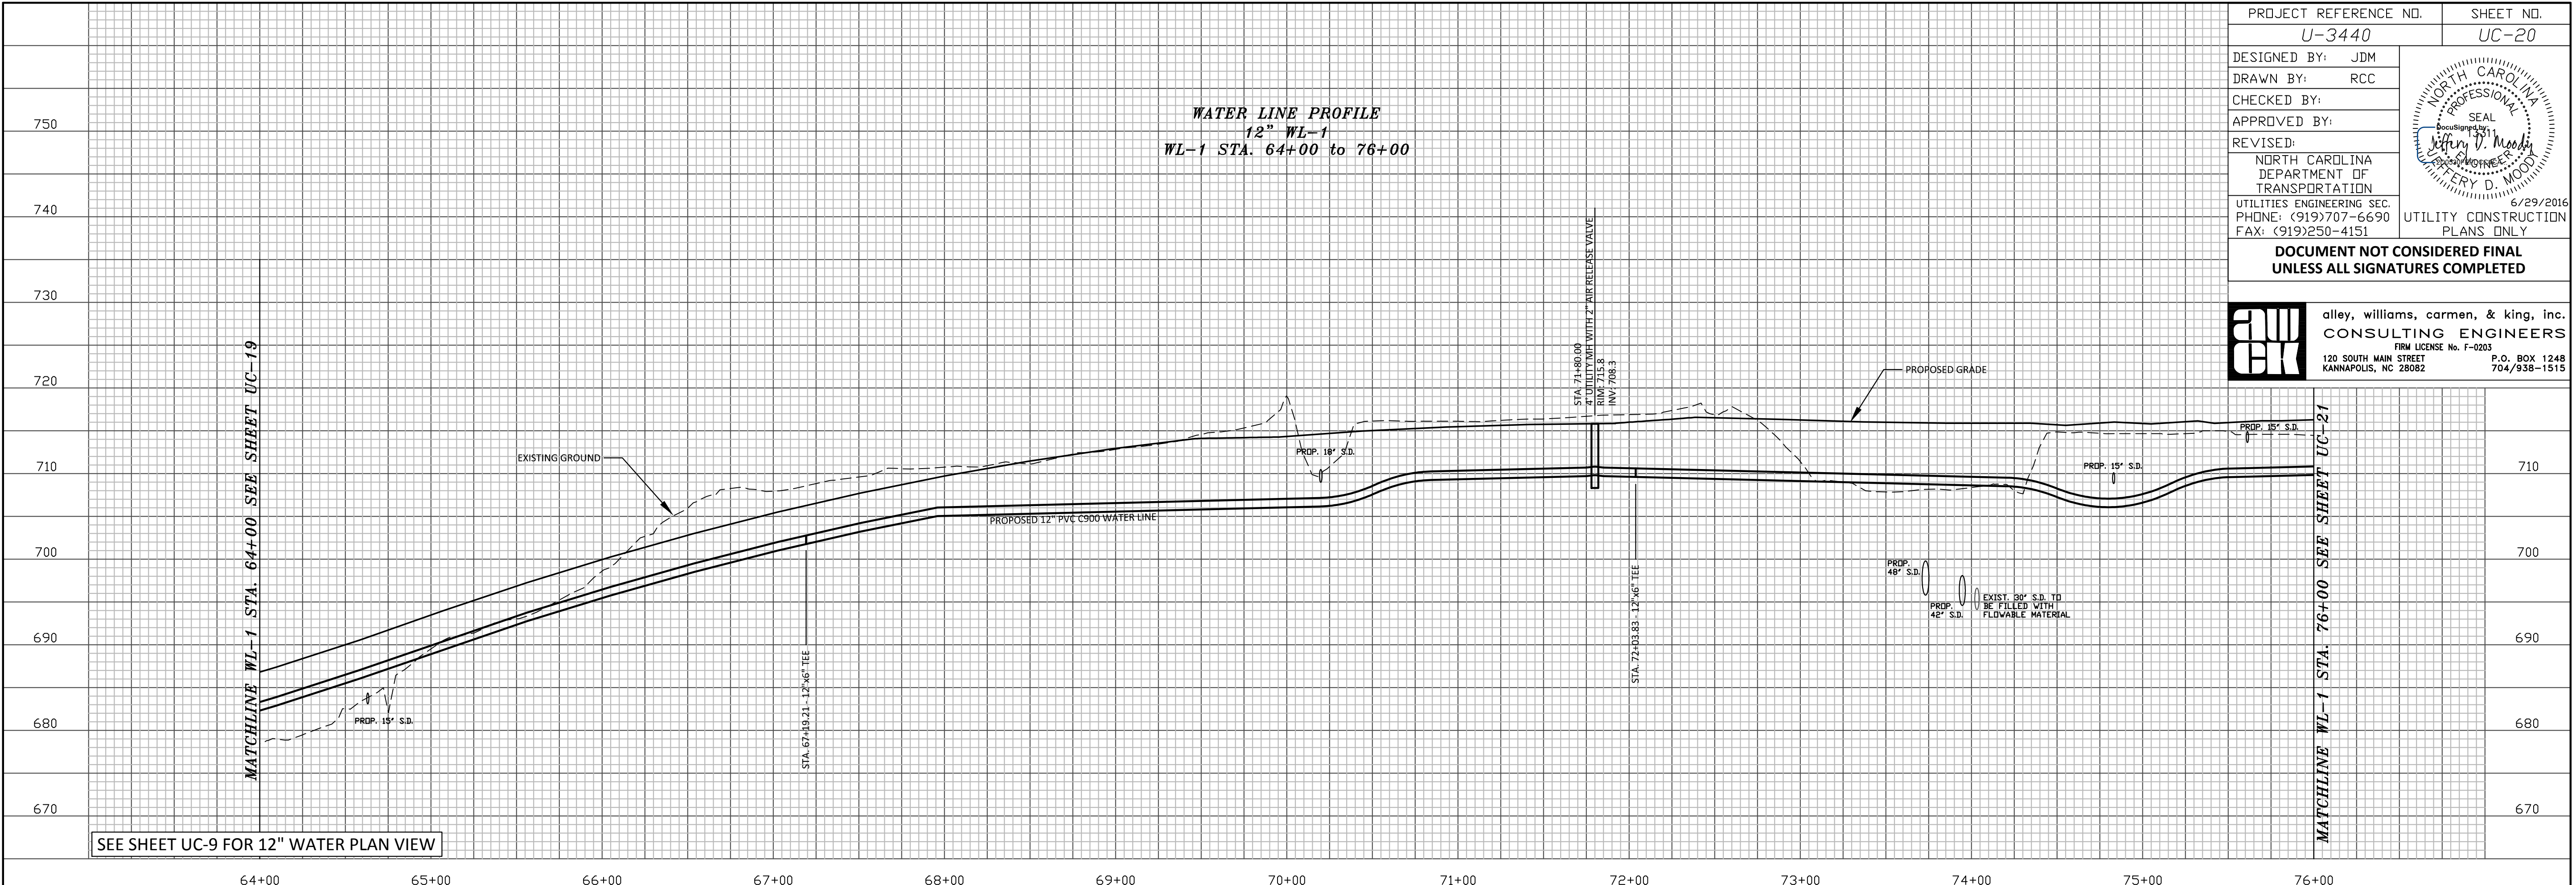 PROJECT REFERENCE NO.
SHEET NO.
U-3440
UC-20
DESIGNED BY: JDM
DRAWN BY: RCC
CHECKED BY:
APPROVED BY:
REVISED:
NORTH CAROLINA
DEPARTMENT OF
TRANSPORTATION
UTILITIES ENGINEERING SEC.
PHONE: (919)707-6690
FAX: (919)250-4151
NORTH CAROLINA
PROFESSIONAL
SEAL
13311
DocuSigned by:
Jeffery D. Moody
ENGINEER
JEFFERY D. MOODY
6/29/2016
UTILITY CONSTRUCTION
PLANS ONLY
DOCUMENT NOT CONSIDERED FINAL
UNLESS ALL SIGNATURES COMPLETED
awck
alley, williams, carmen, & king, inc.
CONSULTING ENGINEERS
FIRM LICENSE No. F-0203
120 SOUTH MAIN STREET
KANNAPOLIS, NC 28082
P.O. BOX 1248
704/938-1515
WATER LINE PROFILE
12" WL-1
WL-1 STA. 64+00 to 76+00
750
740
730
720
710
700
690
680
670
MATCHLINE WL-1 STA. 64+00 SEE SHEET UC-19
EXISTING GROUND
PROP. 15" S.D.
STA. 67+19.21 - 12"x6" TEE
PROPOSED 12" PVC C900 WATER LINE
PROP. 18" S.D.
STA. 71+80.00
4' UTILITY MH WITH 2" AIR RELEASE VALVE
RIM: 715.8
INV: 708.3
STA. 72+03.83 - 12"x6" TEE
PROPOSED GRADE
PROP.
48" S.D.
PROP.
42" S.D.
EXIST. 30" S.D. TO
BE FILLED WITH
FLOWABLE MATERIAL
PROP. 15" S.D.
PROP. 15" S.D.
MATCHLINE WL-1 STA. 76+00 SEE SHEET UC-21
710
700
690
680
670
SEE SHEET UC-9 FOR 12" WATER PLAN VIEW
64+00 65+00 66+00 67+00 68+00 69+00 70+00 71+00 72+00 73+00 74+00 75+00 76+00